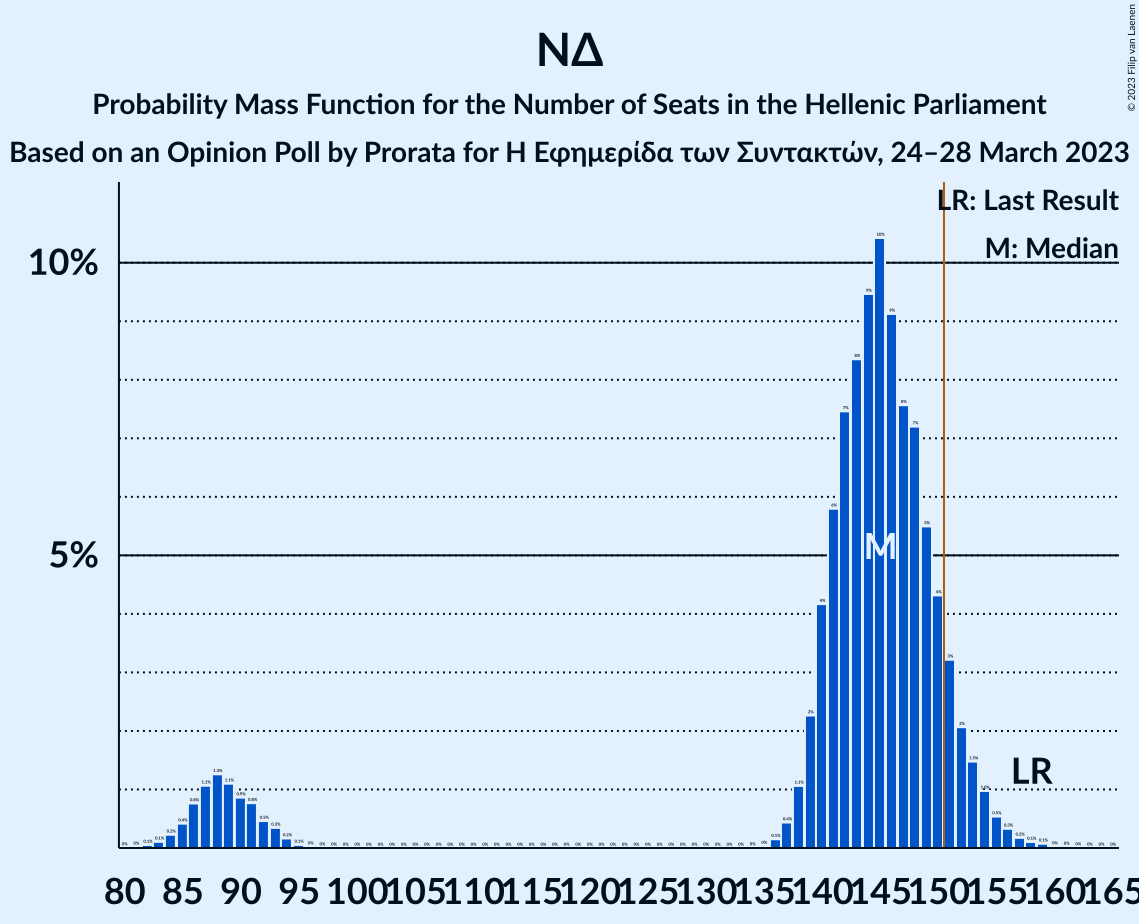 © 2023 Filip van Laenen
ΝΔ
Probability Mass Function for the Number of Seats in the Hellenic Parliament
Based on an Opinion Poll by Prorata for Η Εφημερίδα των Συντακτών, 24–28 March 2023
LR: Last Result
M: Median
10%
5%
M
LR
80 85 90 95 100 105 110 115 120 125 130 135 140 145 150 155 160 165